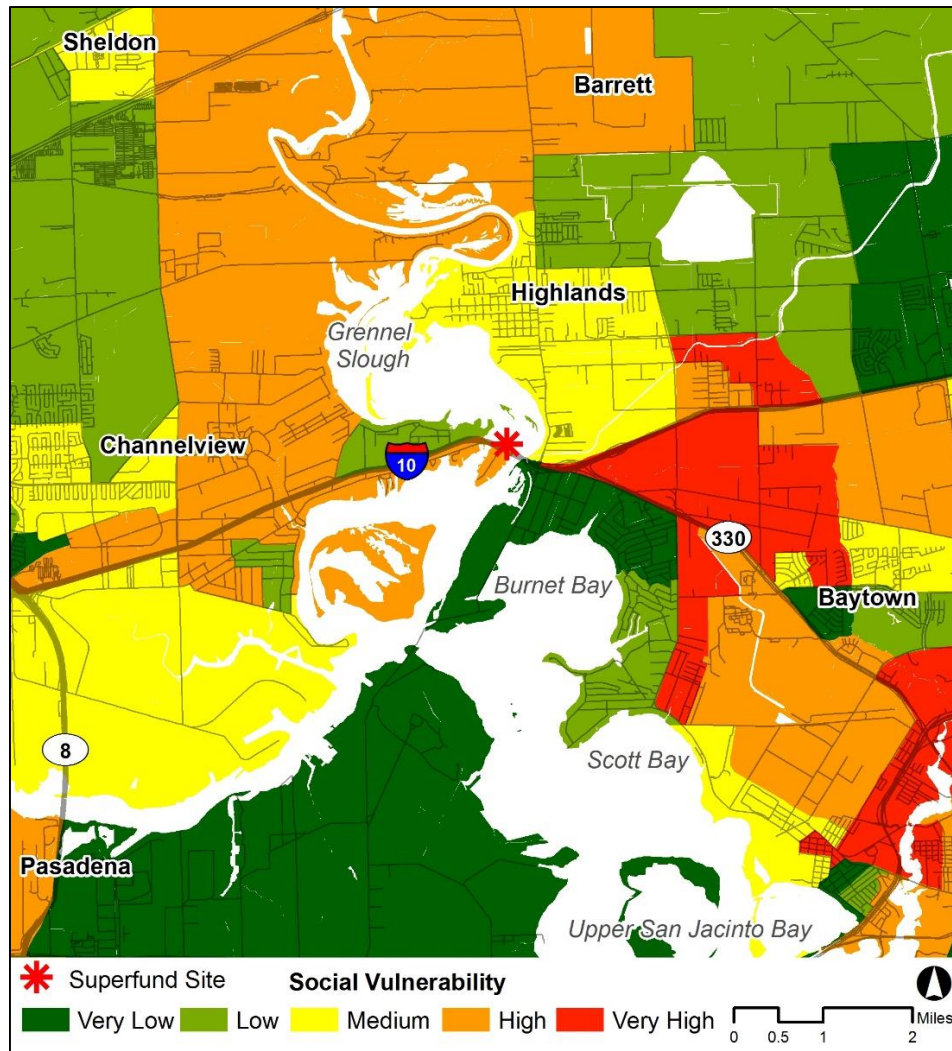 Sheldon
Barrett
Highlands
Grennel
Slough
Channelview
10
330
Burnet Bay
Baytown
8
Scott Bay
Pasadena
Upper San Jacinto Bay
Superfund Site
Social Vulnerability
Very Low
Low
Medium
High
Very High
Miles
0 0.5 1 2